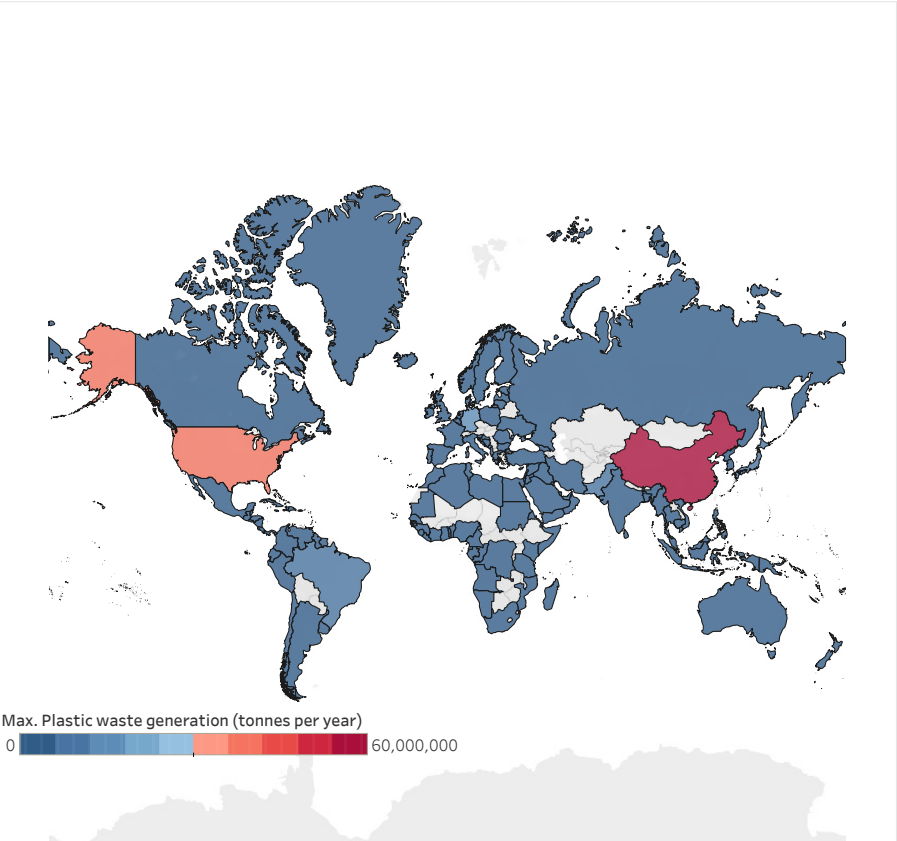 Max. Plastic waste generation (tonnes per year)
0 60,000,000